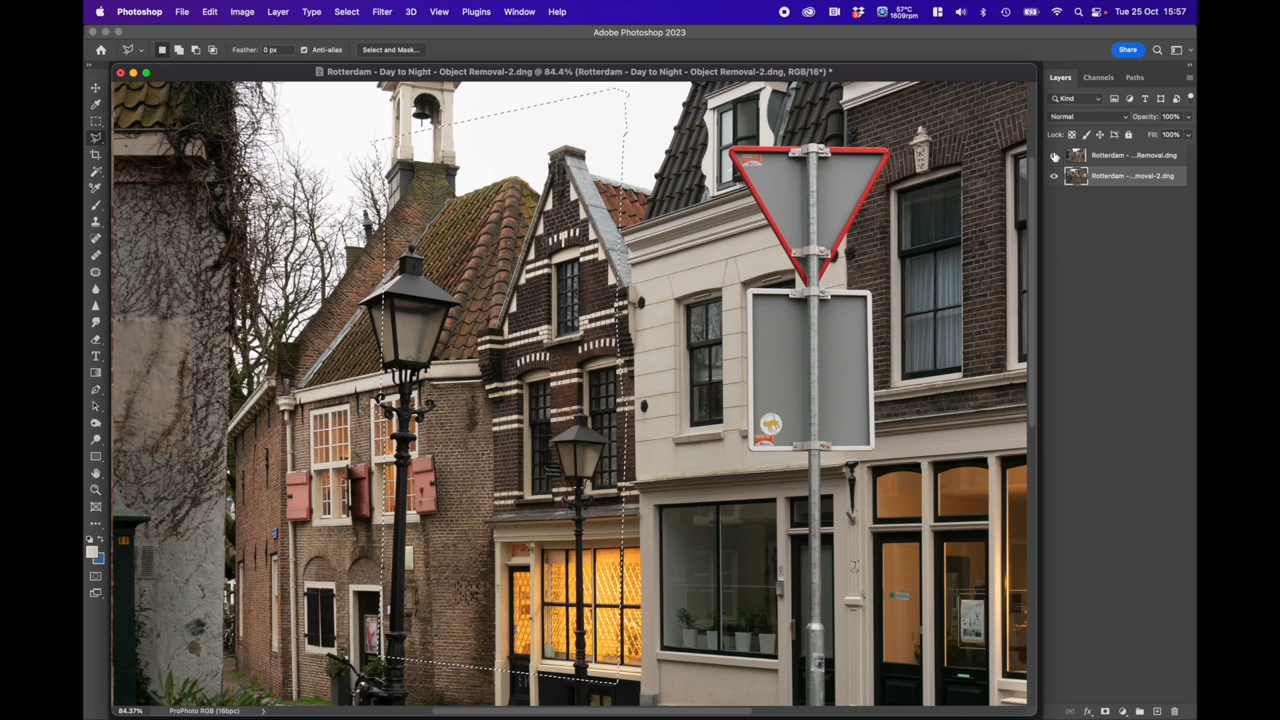 Photoshop File Edit Image Layer Type Select Filter 3D View Plugins Window Help
57°C
1609rpm
Tue 25 Oct 15:57
Adobe Photoshop 2023
Feather: 0 px
Anti-alias
Select and Mask...
Share
Rotterdam - Day to Night - Object Removal-2.dng @ 84.4% (Rotterdam - Day to Night - Object Removal-2.dng, RGB/16*) *
Layers Channels Paths
Kind
Normal Opacity: 100%
Lock: Fill: 100%
Rotterdam - ...Removal.dng
Rotterdam -...moval-2.dng
84.37% ProPhoto RGB (16bpc)